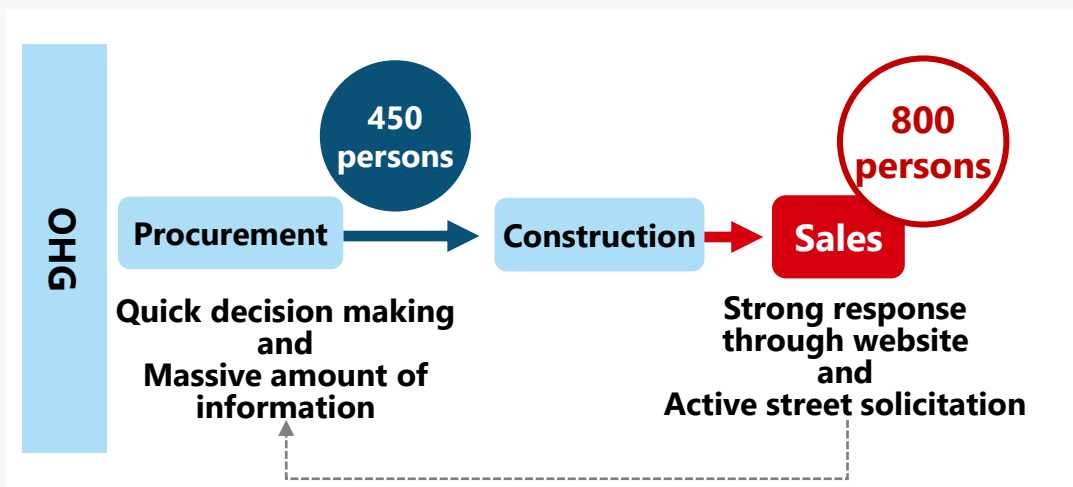 OHG
450
persons
Procurement
Construction
800
persons
Sales
Quick decision making
and
Massive amount of
information
Strong response
through website
and
Active street solicitation